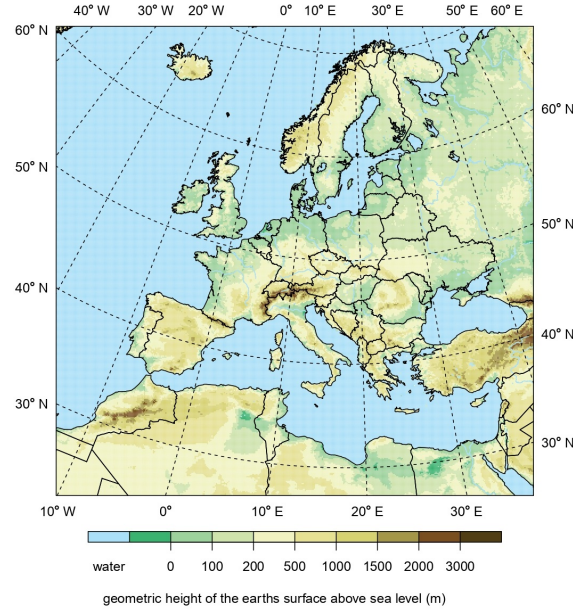 40° W 30° W 20° W 0° 10° E 30° E 50° E 60° E
60° N
60° N
50° N
50° N
40° N
40° N
30° N
30° N
10° W 0° 10° E 20° E 30° E
water 0 100 200 500 1000 1500 2000 3000
geometric height of the earths surface above sea level (m)